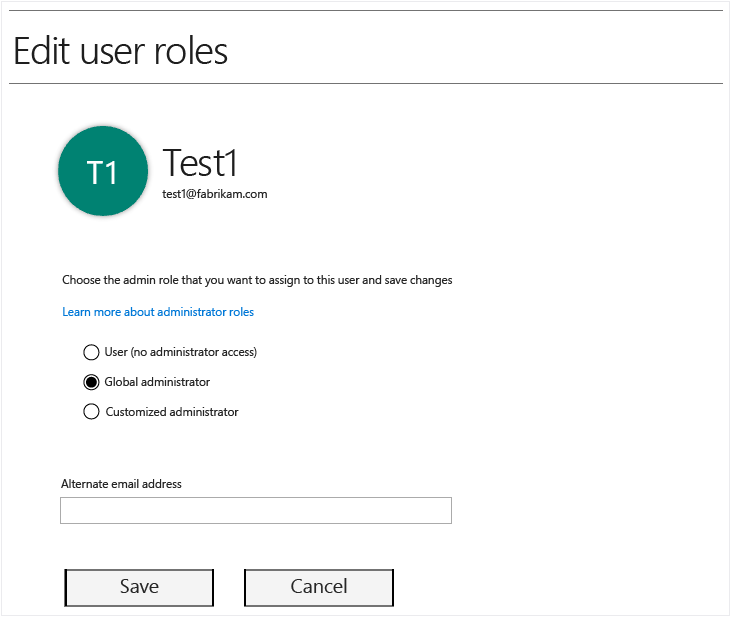 Edit user roles
T1
Test1
test1@fabrikam.com
Choose the admin role that you want to assign to this user and save changes
Learn more about administrator roles
User (no administrator access)
Global administrator
Customized administrator
Alternate email address
Save
Cancel